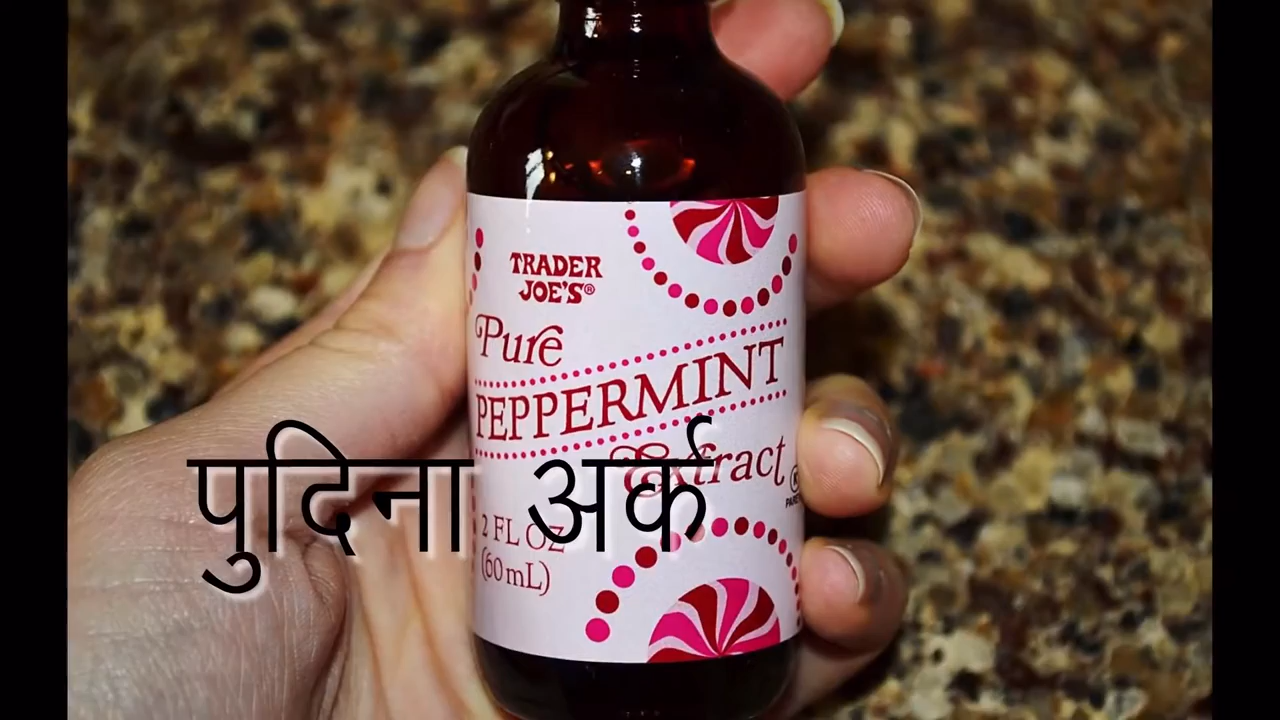 TRADER
JOE'S®
Pure
PEPPERMINT
Extract
पुदिना अर्क
2 FL OZ
(60 mL)